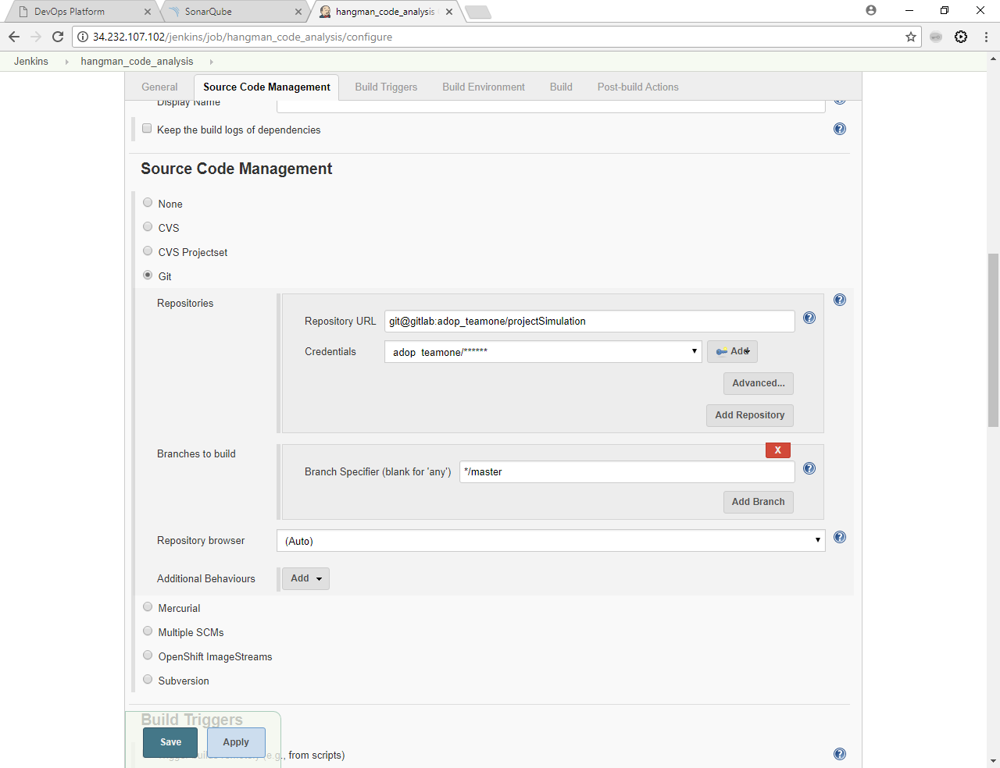 DevOps Platform
SonarQube
hangman_code_analysis
34.232.107.102/jenkins/job/hangman_code_analysis/configure
Jenkins hangman_code_analysis
General Source Code Management Build Triggers Build Environment Build Post-build Actions
Display Name
Keep the build logs of dependencies
Source Code Management
None
CVS
CVS Projectset
Git
Repositories
Repository URL git@gitlab:adop_teamone/projectSimulation
Credentials adop_teamone/****** Add
Advanced...
Add Repository
Branches to build
X
Branch Specifier (blank for 'any') */master
Add Branch
Repository browser (Auto)
Additional Behaviours Add
Mercurial
Multiple SCMs
OpenShift ImageStreams
Subversion
Build Triggers
Save Apply
Trigger builds remotely (e.g., from scripts)